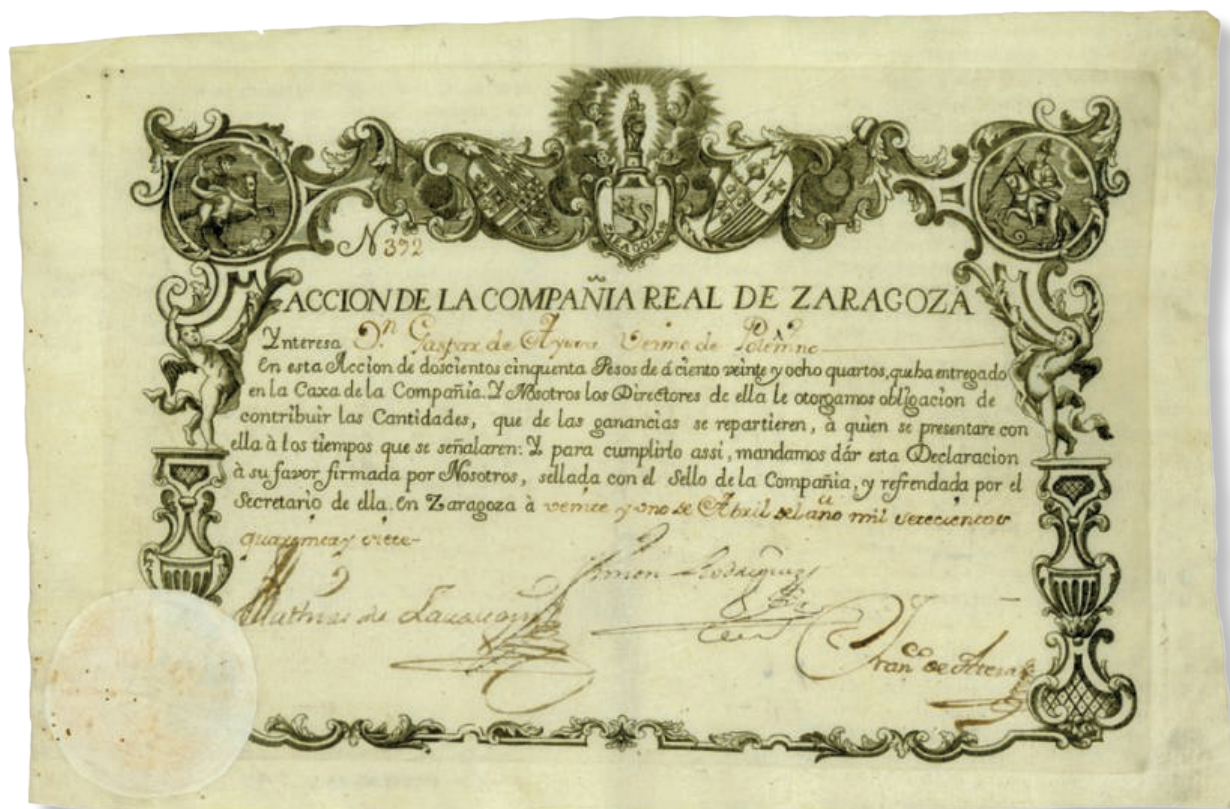 ZARAGOZA
N 392
ACCION DE LA COMPAÑIA REAL DE ZARAGOZA
Ynteresa Dn. Gaspar de
En esta Accion de doscientos cinquenta Pesos de á ciento veinte y ocho quartos, que ha entregado
en la Caxa de la Compañia. Y Nosotros los Directores de ella le otorgamos obligacion de
contribuir las Cantidades, que de las ganancias se repartieren, à quien se presentare con
ella à los tiempos que se señalaren: Y para cumplirlo assi, mandamos dár esta Declaracion
à su favor firmada por Nosotros, sellada con el Sello de la Compañia, y refrendada por el
Secretario de ella. En Zaragoza à veinte y uno de Abril del año mil setecientos
quarenta y siete
Simon Rodriguez
Mathias de
Franco de